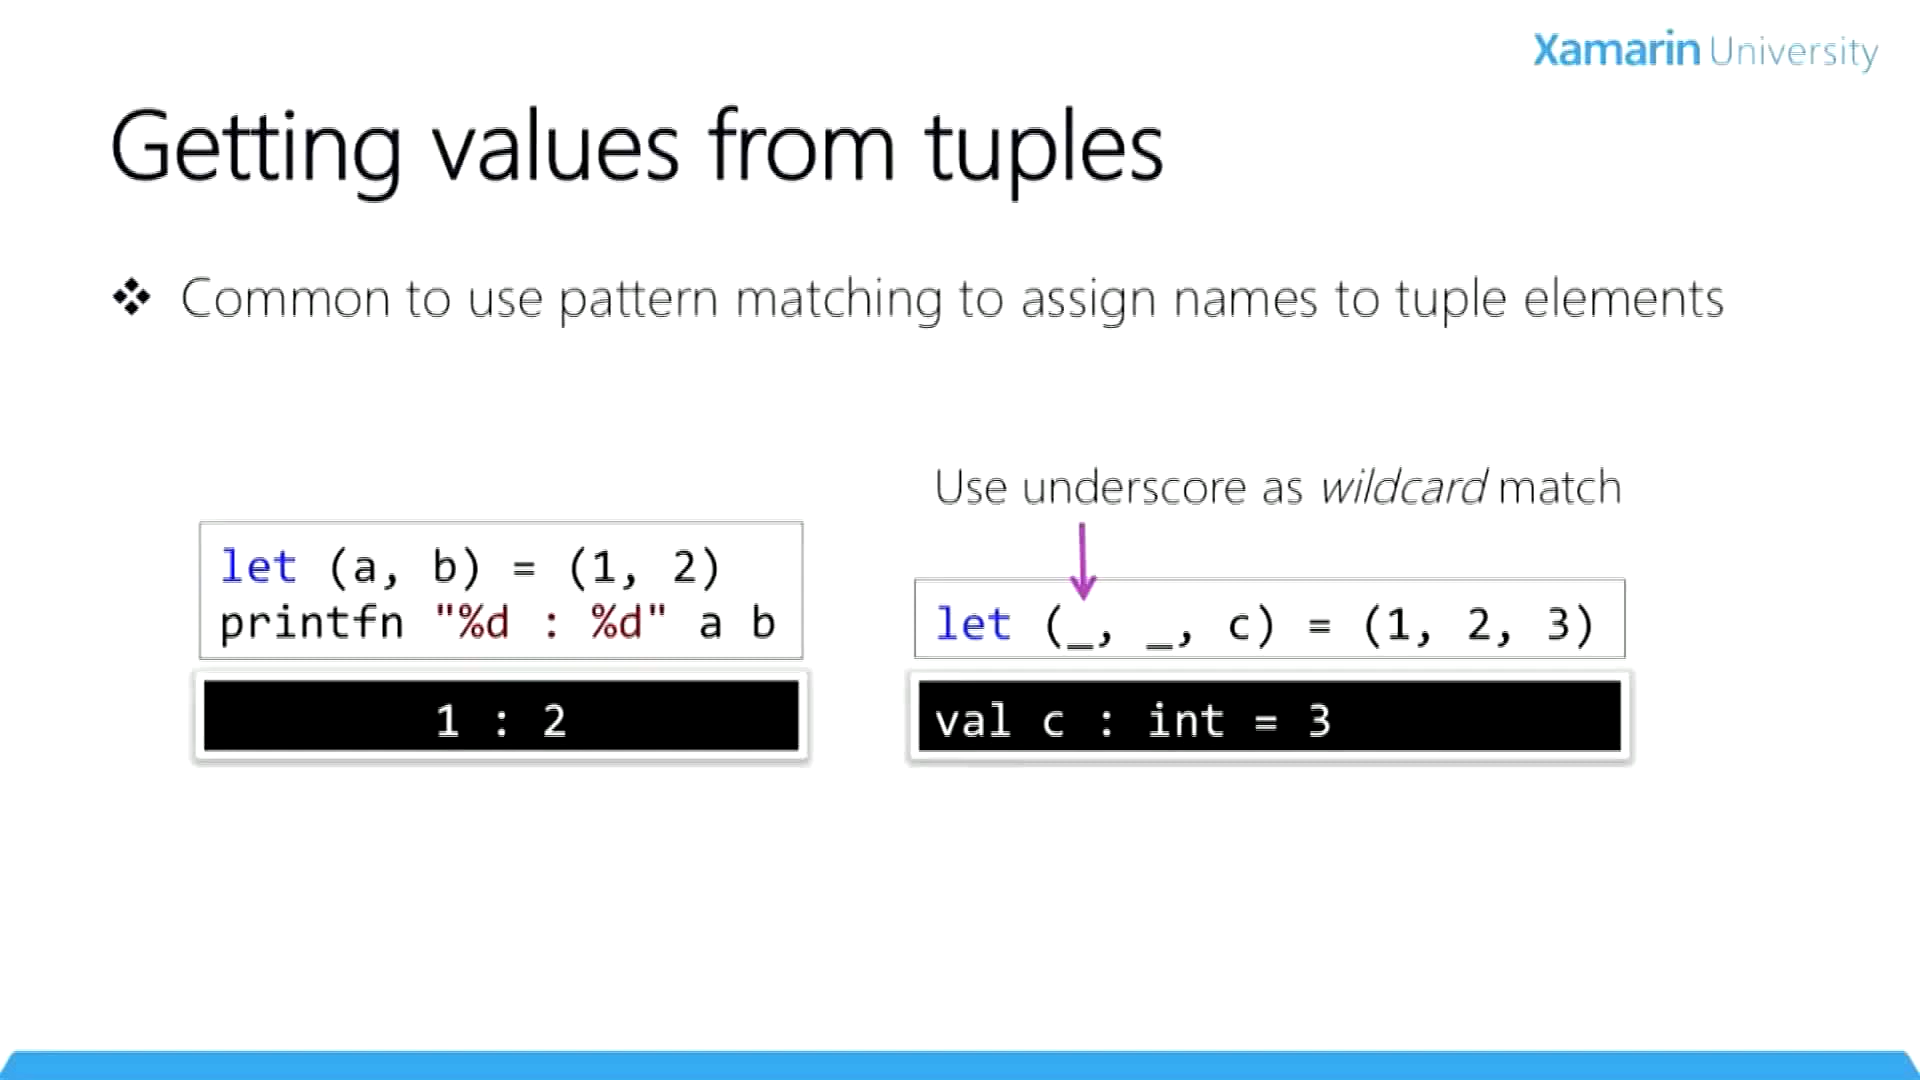 Xamarin University
Getting values from tuples
❖ Common to use pattern matching to assign names to tuple elements
let (a, b) = (1, 2)
printfn "%d : %d" a b
1 : 2
Use underscore as wildcard match
let (_, _, c) = (1, 2, 3)
val c : int = 3